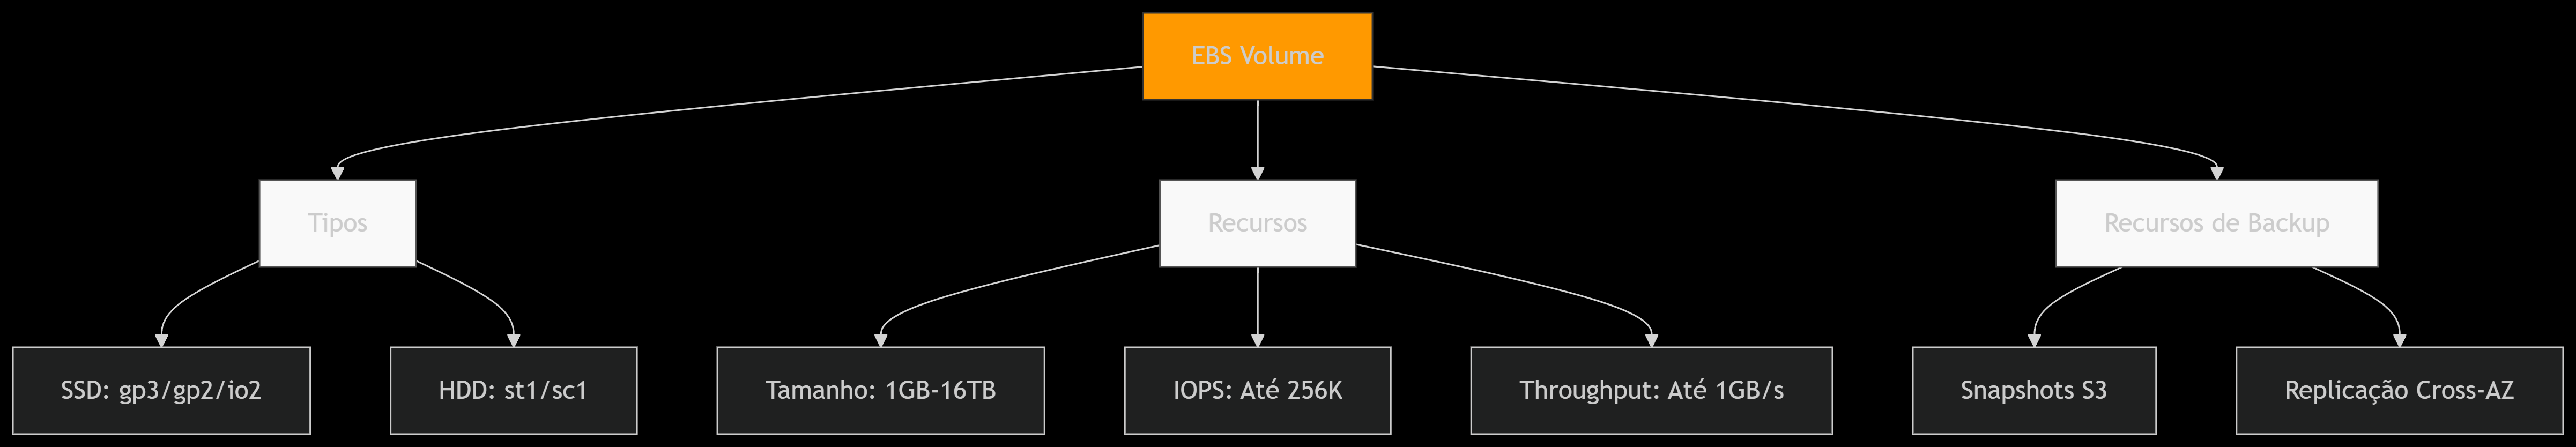 EBS Volume
Tipos
Recursos
Recursos de Backup
SSD: gp3/gp2/io2
HDD: st1/sc1
Tamanho: 1GB-16TB
IOPS: Até 256K
Throughput: Até 1GB/s
Snapshots S3
Replicação Cross-AZ